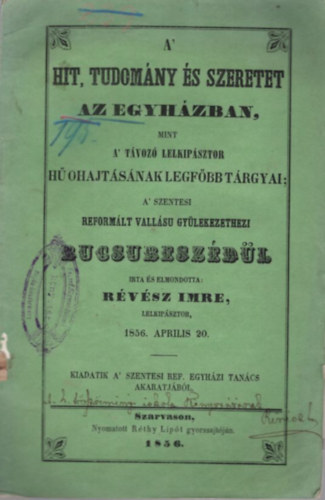 A'
HIT, TUDOMÁNY ÉS SZERETET
AZ EGYHÁZBAN,
MINT
A' TÁVOZÓ LELKIPÁSZTOR
HŰ OHAJTÁSÁNAK LEGFŐBB TÁRGYAI;
A' SZENTESI
REFORMÁLT VALLÁSU GYÜLEKEZETHEZI
BUCSUBESZÉDÜL
IRTA ÉS ELMONDOTTA:
RÉVÉSZ IMRE,
LELKIPÁSZTOR,
1856. APRILIS 20.
KIADATIK A' SZENTESI REF. EGYHÁZI TANÁCS
AKARATJÁBÓL.
Szarvason,
Nyomatott Réthy Lipót gyorssajtóján.
1856.